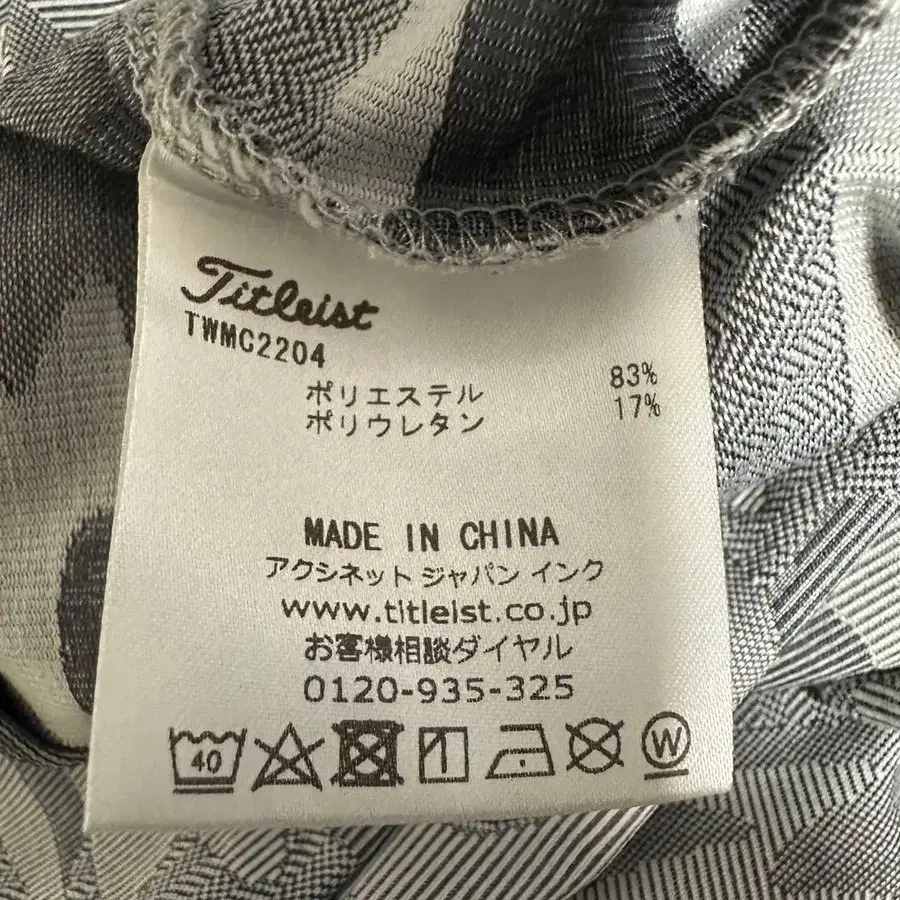 Titleist
TWMC2204
ポリエステル 83%
ポリウレタン 17%
MADE IN CHINA
アクシネット ジャパン インク
www.titleist.co.jp
お客様相談ダイヤル
0120-935-325
40
W